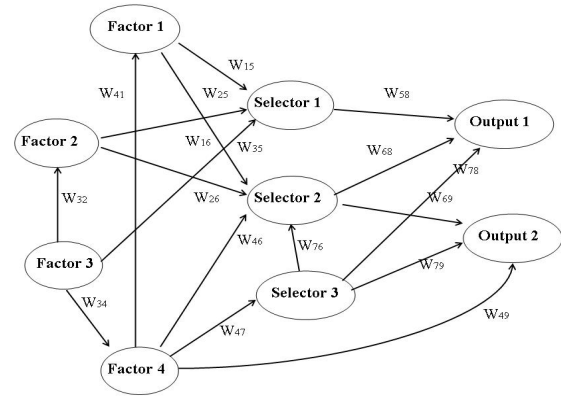 Factor 1
W15
W41
W25
Selector 1
W58
Output 1
Factor 2
W16
W35
W68
W78
W32
W26
Selector 2
W69
Output 2
Factor 3
W46
W76
W79
Selector 3
W34
W47
W49
Factor 4